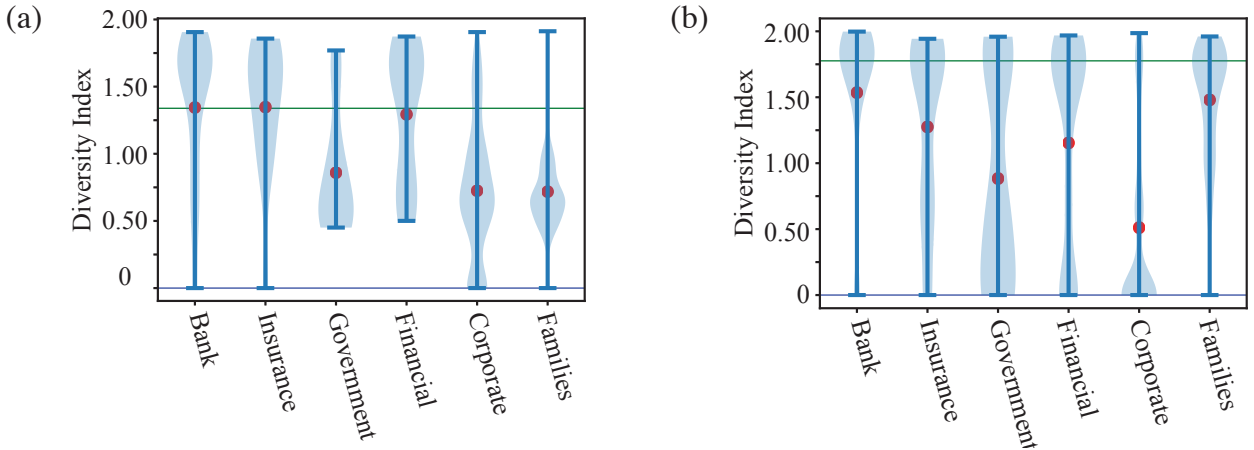 (a)
Diversity Index
2.00
1.50
1.00
0.50
0
Bank
Insurance
Government
Financial
Corporate
Families
(b)
Diversity Index
2.00
1.50
1.00
0.50
0
Bank
Insurance
Government
Financial
Corporate
Families